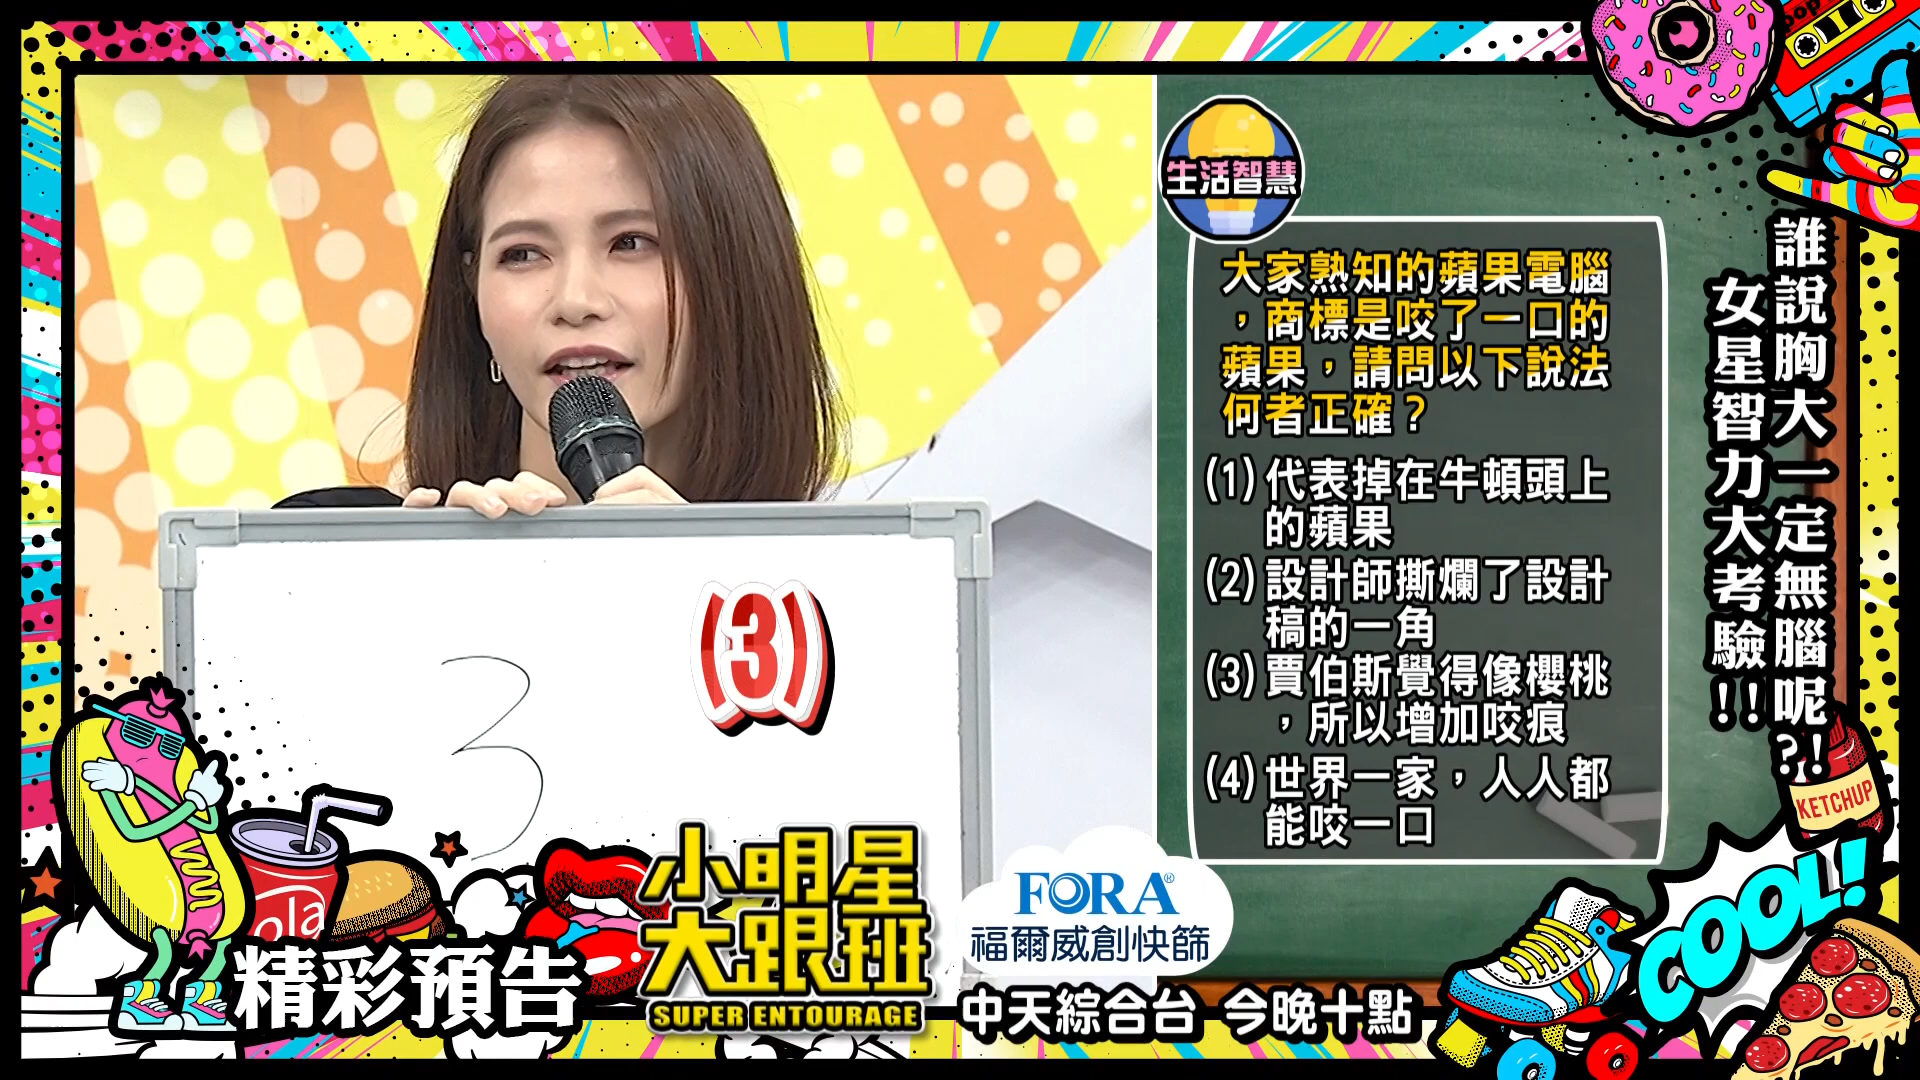 生活智慧
大家熟知的蘋果電腦
，商標是咬了一口的
蘋果，請問以下說法
何者正確？
(1)代表掉在牛頓頭上
的蘋果
(2)設計師撕爛了設計
稿的一角
(3)賈伯斯覺得像櫻桃
，所以增加咬痕
(4)世界一家，人人都
能咬一口
誰說胸大一定無腦呢?!
女星智力大考驗!!
(3)
3
小明星
大跟班
SUPER ENTOURAGE
FORA®
福爾威創快篩
精彩預告
中天綜合台 今晚十點
KETCHUP
COOL!
ola
pop